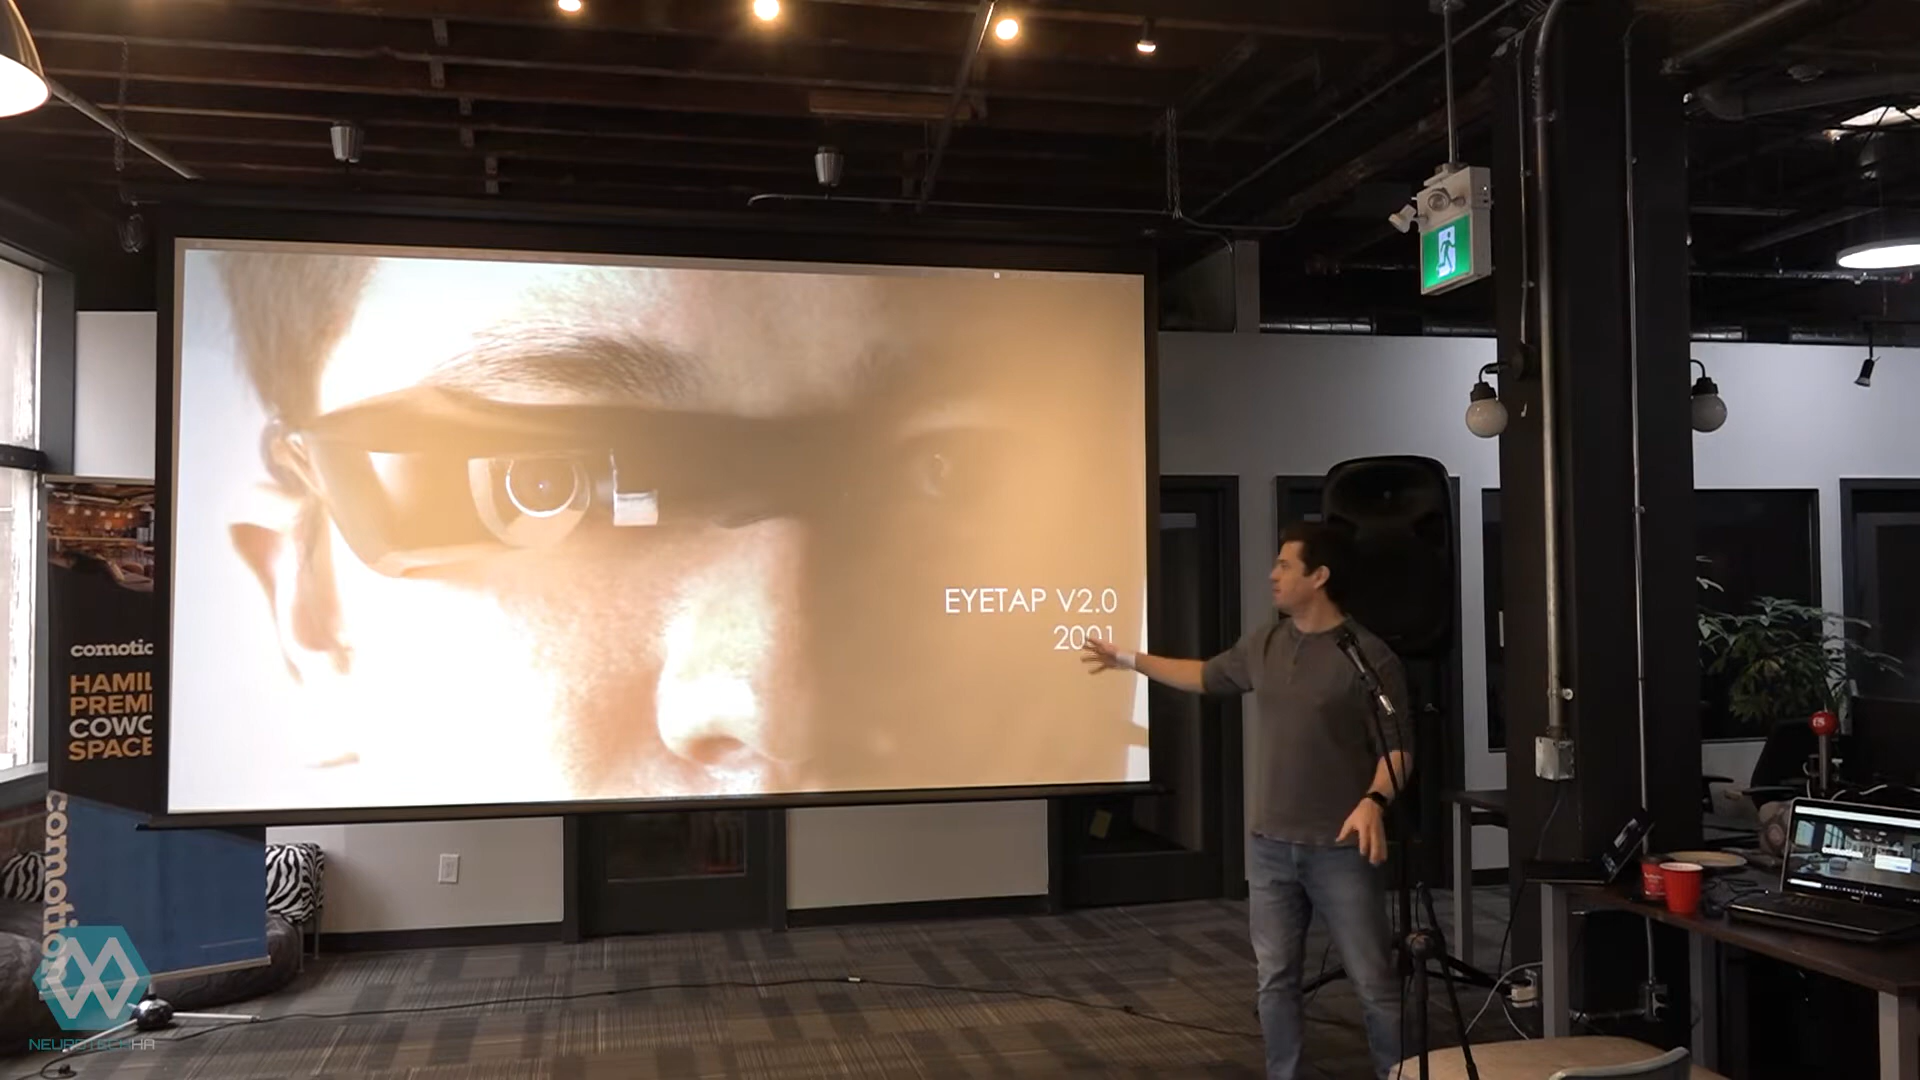 EYETAP V2.0
2001
comotio
HAMIL
PREMI
COWO
SPACE
comotion
NEUROTECHHA